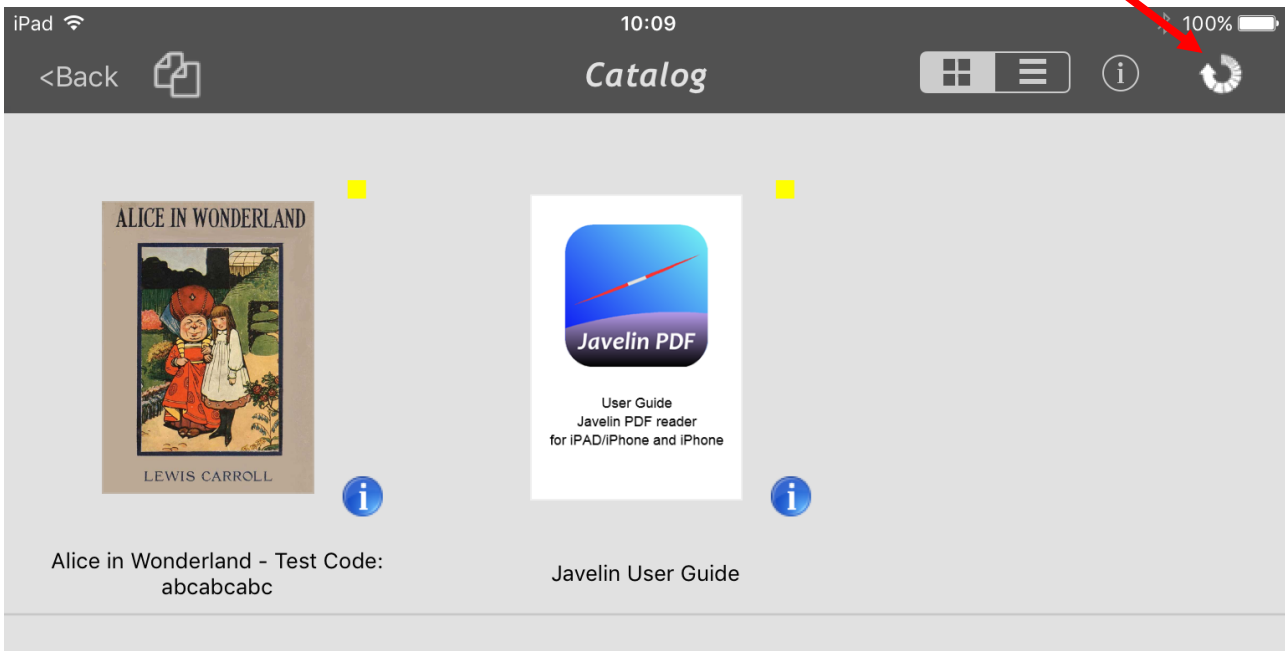 iPad 10:09 100%
<Back Catalog i
ALICE IN WONDERLAND
LEWIS CARROLL
i
Alice in Wonderland - Test Code:
abcabcabc
Javelin PDF
User Guide
Javelin PDF reader
for iPAD/iPhone and iPhone
i
Javelin User Guide